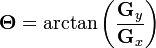 𝚯 = arctan(𝐆_y / 𝐆_x)